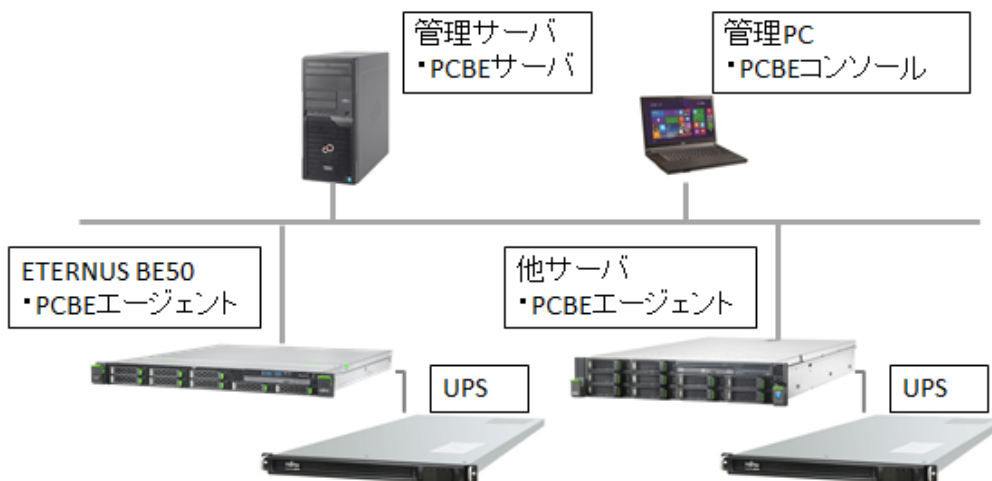 管理サーバ
・PCBEサーバ
管理PC
・PCBEコンソール
ETERNUS BE50
・PCBEエージェント
他サーバ
・PCBEエージェント
UPS
UPS